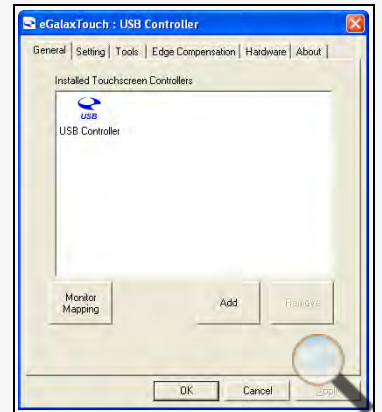 eGalaxTouch : USB Controller
General Setting Tools Edge Compensation Hardware About
Installed Touchscreen Controllers
USB
USB Controller
Monitor
Mapping
Add
Remove
OK
Cancel